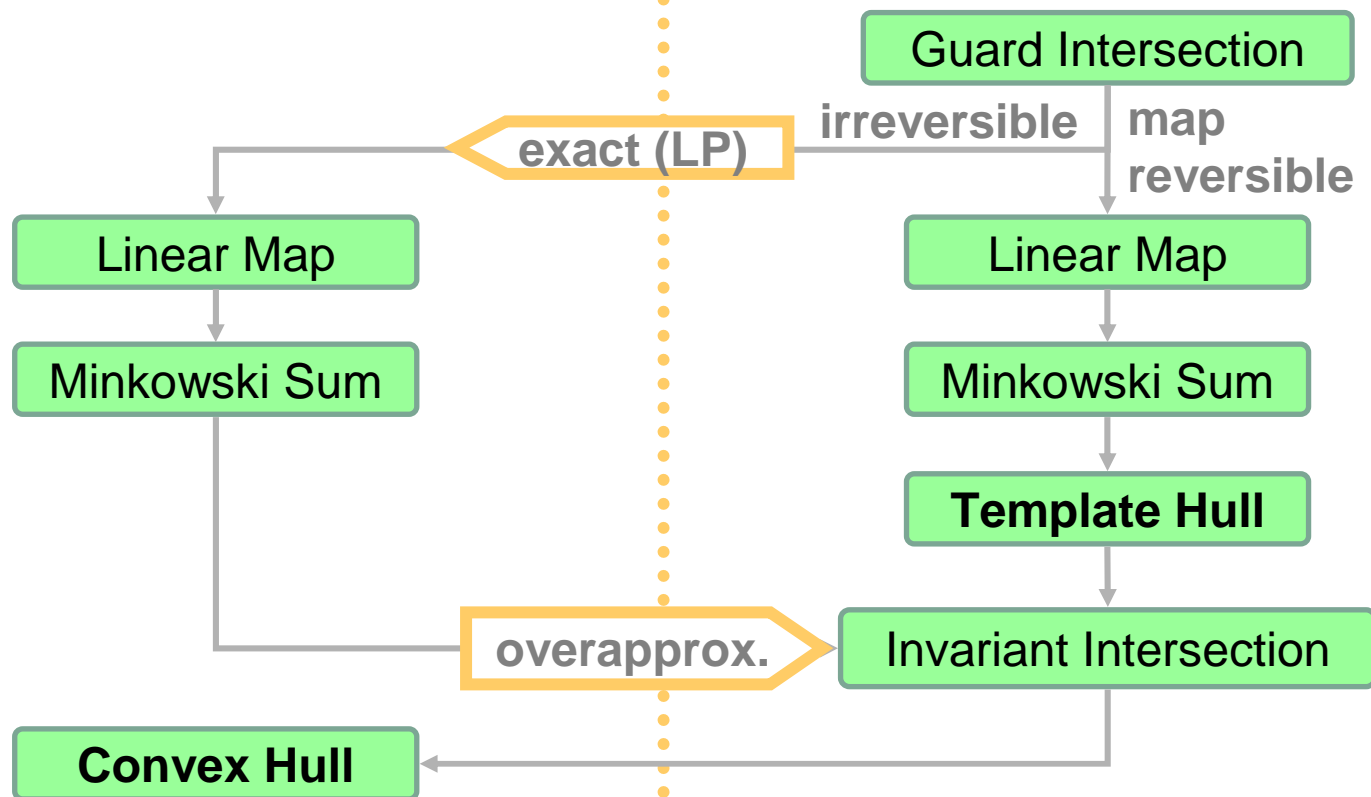 Guard Intersection
irreversible
map
reversible
exact (LP)
Linear Map
Linear Map
Minkowski Sum
Minkowski Sum
Template Hull
overapprox.
Invariant Intersection
Convex Hull